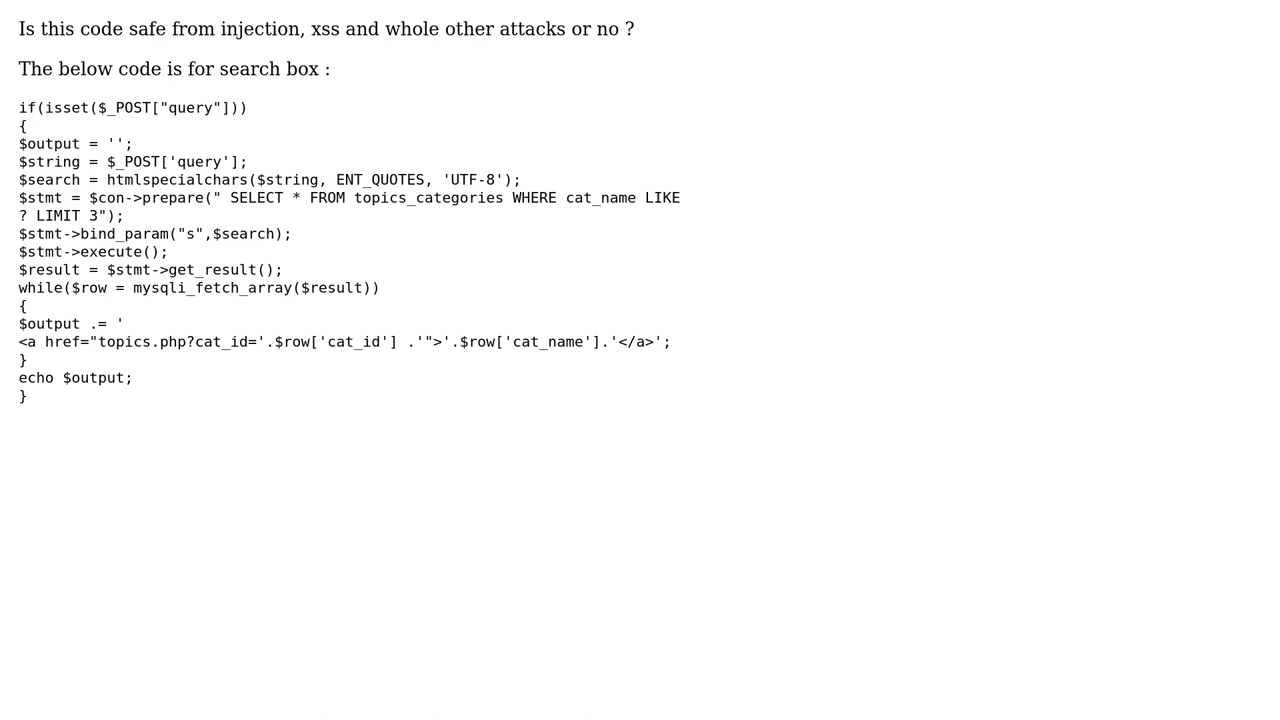 Is this code safe from injection, xss and whole other attacks or no ?
The below code is for search box :
if(isset($_POST["query"]))
{
$output = '';
$string = $_POST['query'];
$search = htmlspecialchars($string, ENT_QUOTES, 'UTF-8');
$stmt = $con->prepare(" SELECT * FROM topics_categories WHERE cat_name LIKE
? LIMIT 3");
$stmt->bind_param("s",$search);
$stmt->execute();
$result = $stmt->get_result();
while($row = mysqli_fetch_array($result))
{
$output .= '
<a href="topics.php?cat_id='.$row['cat_id'] .'">'.$row['cat_name'].'</a>';
}
echo $output;
}